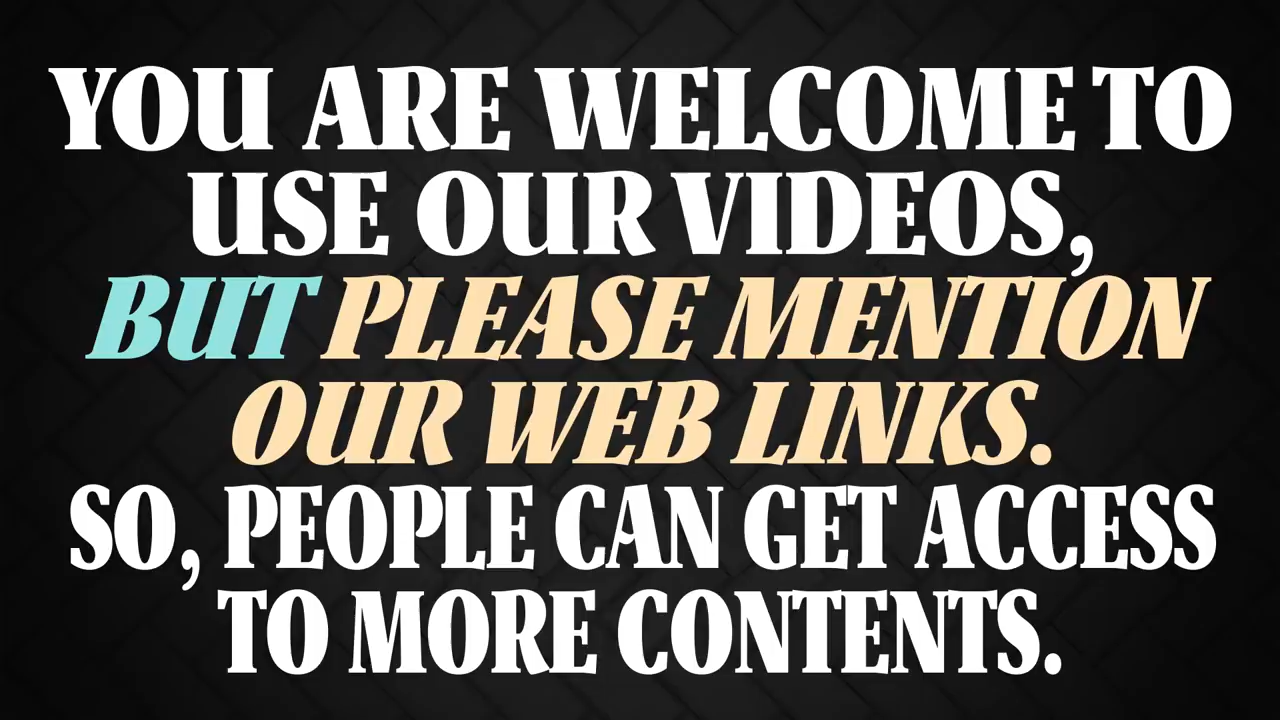 YOU ARE WELCOME TO
USE OUR VIDEOS,
BUT PLEASE MENTION
OUR WEB LINKS.
SO, PEOPLE CAN GET ACCESS
TO MORE CONTENTS.